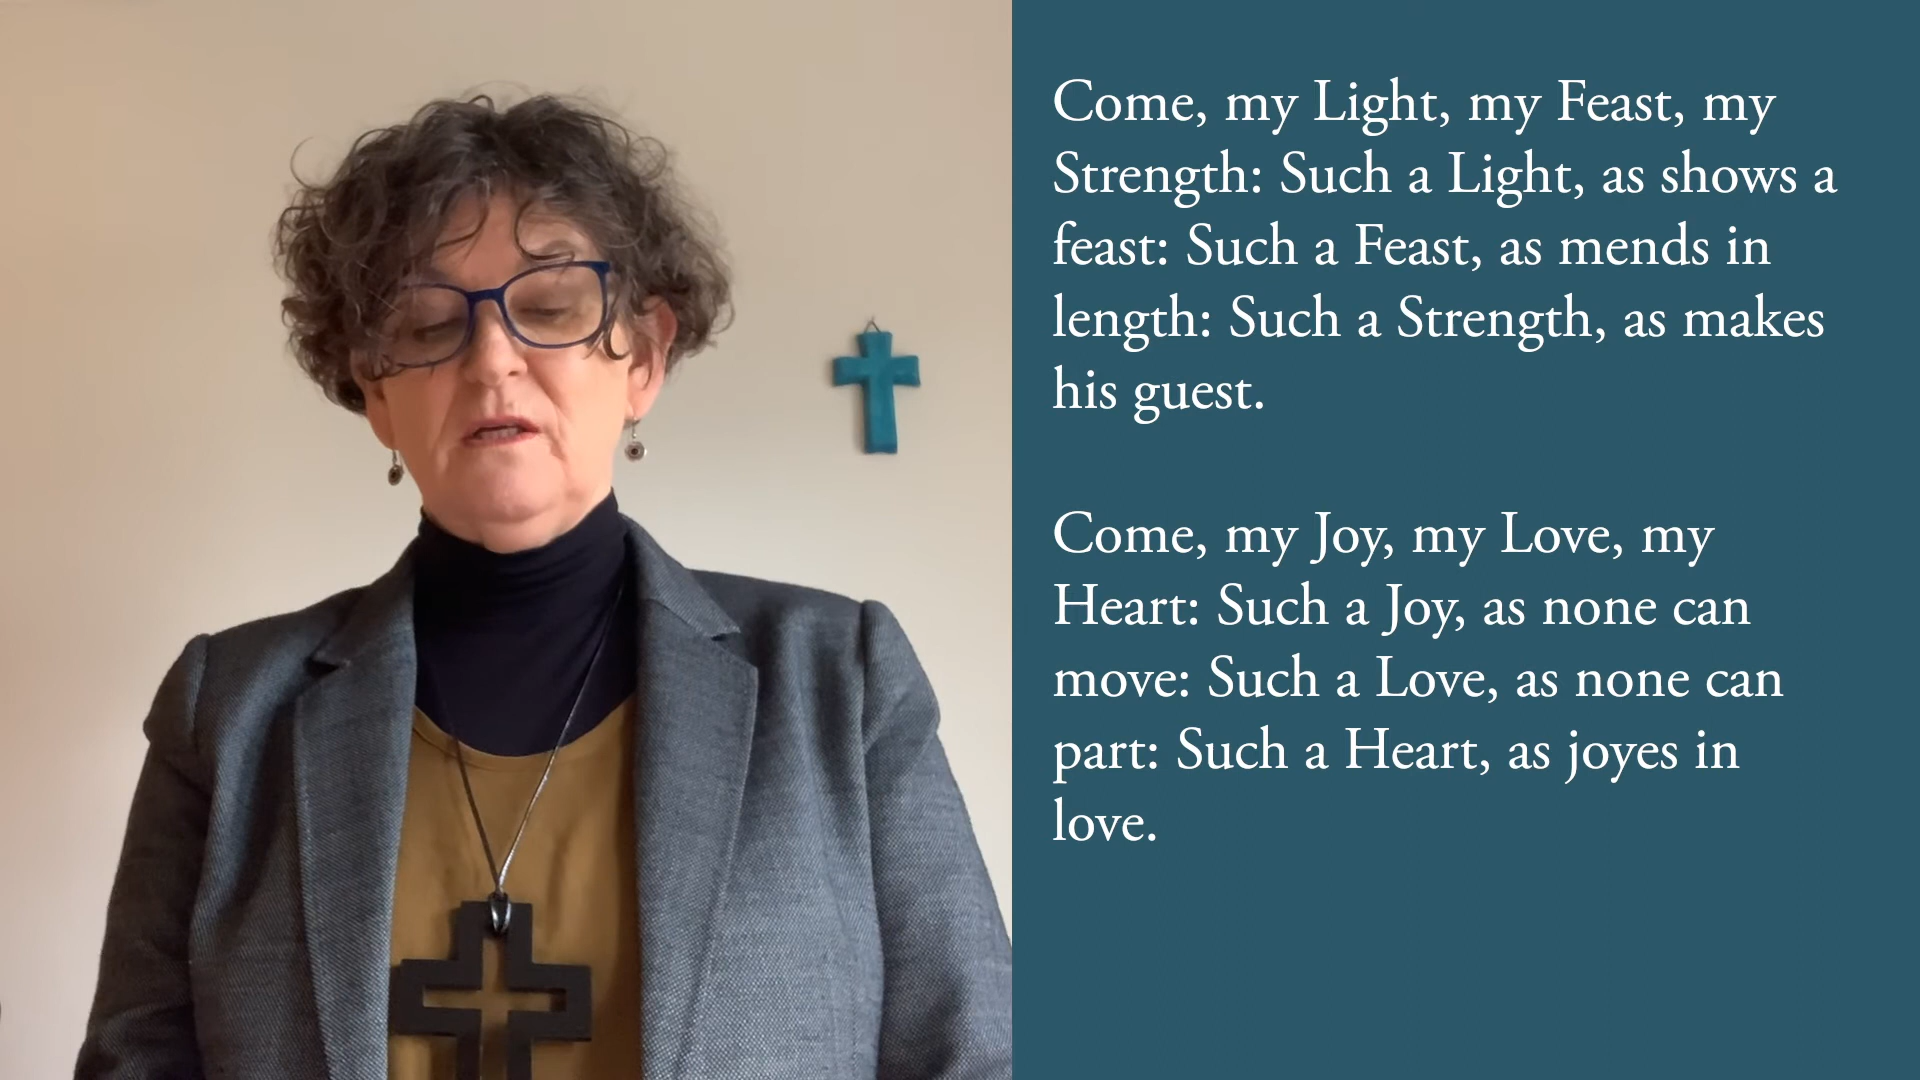 Come, my Light, my Feast, my
Strength: Such a Light, as shows a
feast: Such a Feast, as mends in
length: Such a Strength, as makes
his guest.
Come, my Joy, my Love, my
Heart: Such a Joy, as none can
move: Such a Love, as none can
part: Such a Heart, as joyes in
love.